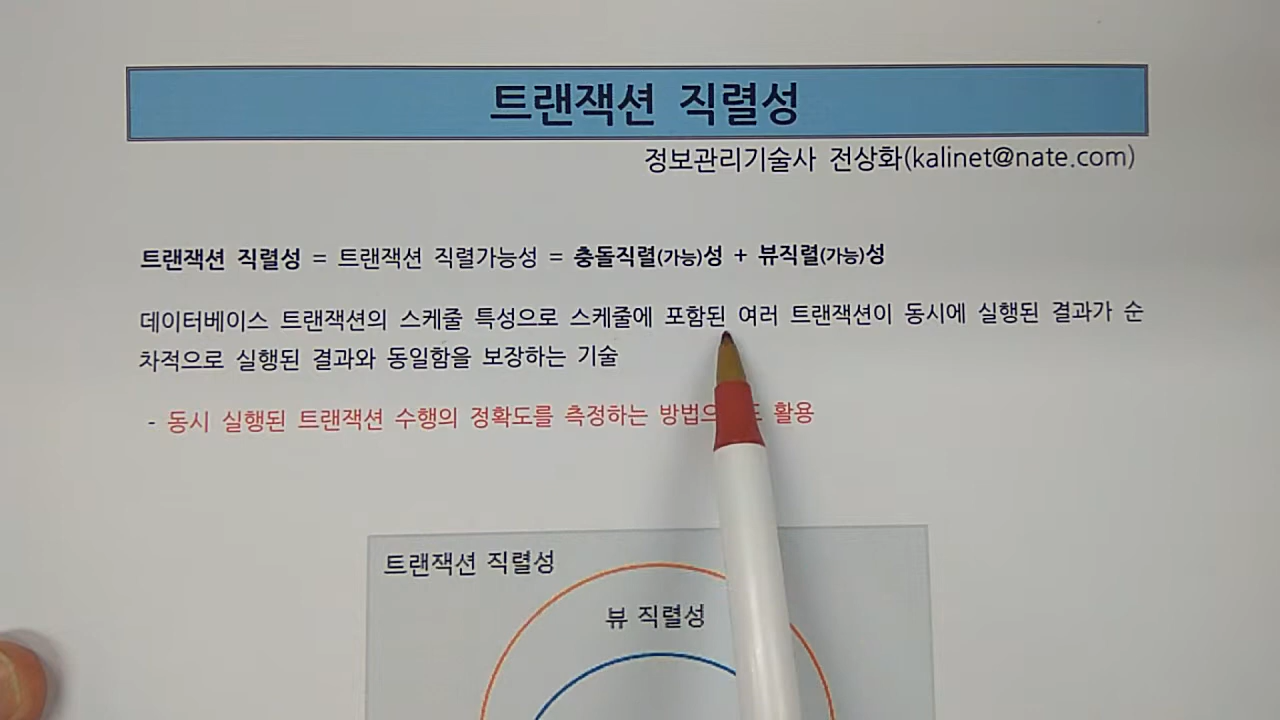 트랜잭션 직렬성
정보관리기술사 전상화(kalinet@nate.com)
트랜잭션 직렬성 = 트랜잭션 직렬가능성 = 충돌직렬(가능)성 + 뷰직렬(가능)성
데이터베이스 트랜잭션의 스케줄 특성으로 스케줄에 포함된 여러 트랜잭션이 동시에 실행된 결과가 순
차적으로 실행된 결과와 동일함을 보장하는 기술
- 동시 실행된 트랜잭션 수행의 정확도를 측정하는 활용
트랜잭션 직렬성
뷰 직렬성